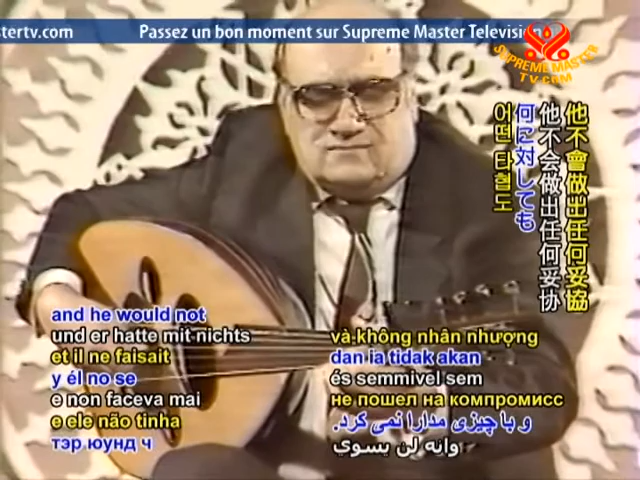 stertv.com
Passez un bon moment sur Supreme Master Television
SUPREME MASTER
TV.COM
他不會做出任何妥協
他不会做出任何妥协
何に対しても
어떤 타협도
and he would not
und er hatte mit nichts
et il ne faisait
y él no se
e non faceva mai
e ele não tinha
тэр юунд ч
và không nhân nhượng
dan ia tidak akan
és semmivel sem
не пошел на компромисс
و با چیزی مدارا نمی کرد.
وانه لن يسوي